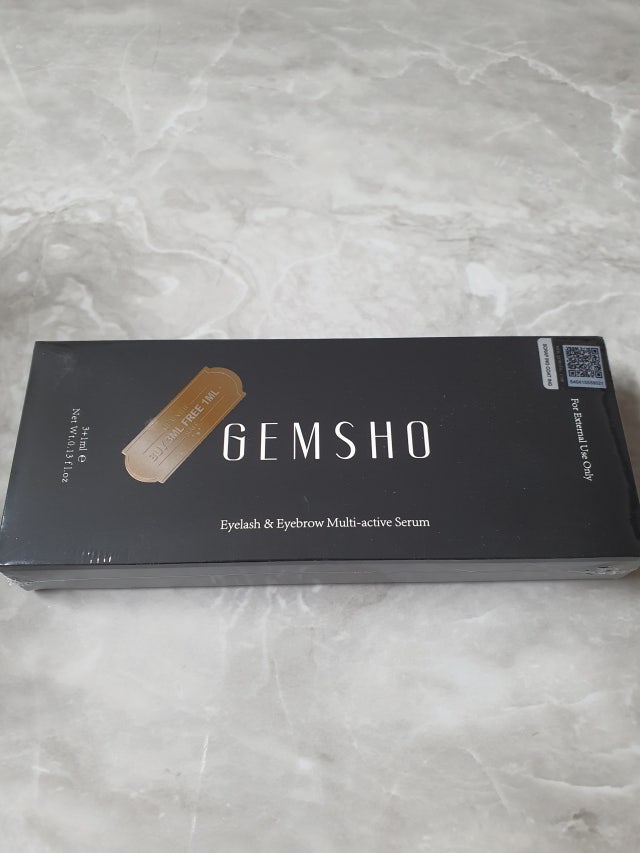 3+1ml ℮
Net Wt.0.13 fl.oz
BUY 3ML FREE 1ML
GEMSHO
Eyelash & Eyebrow Multi-active Serum
For External Use Only